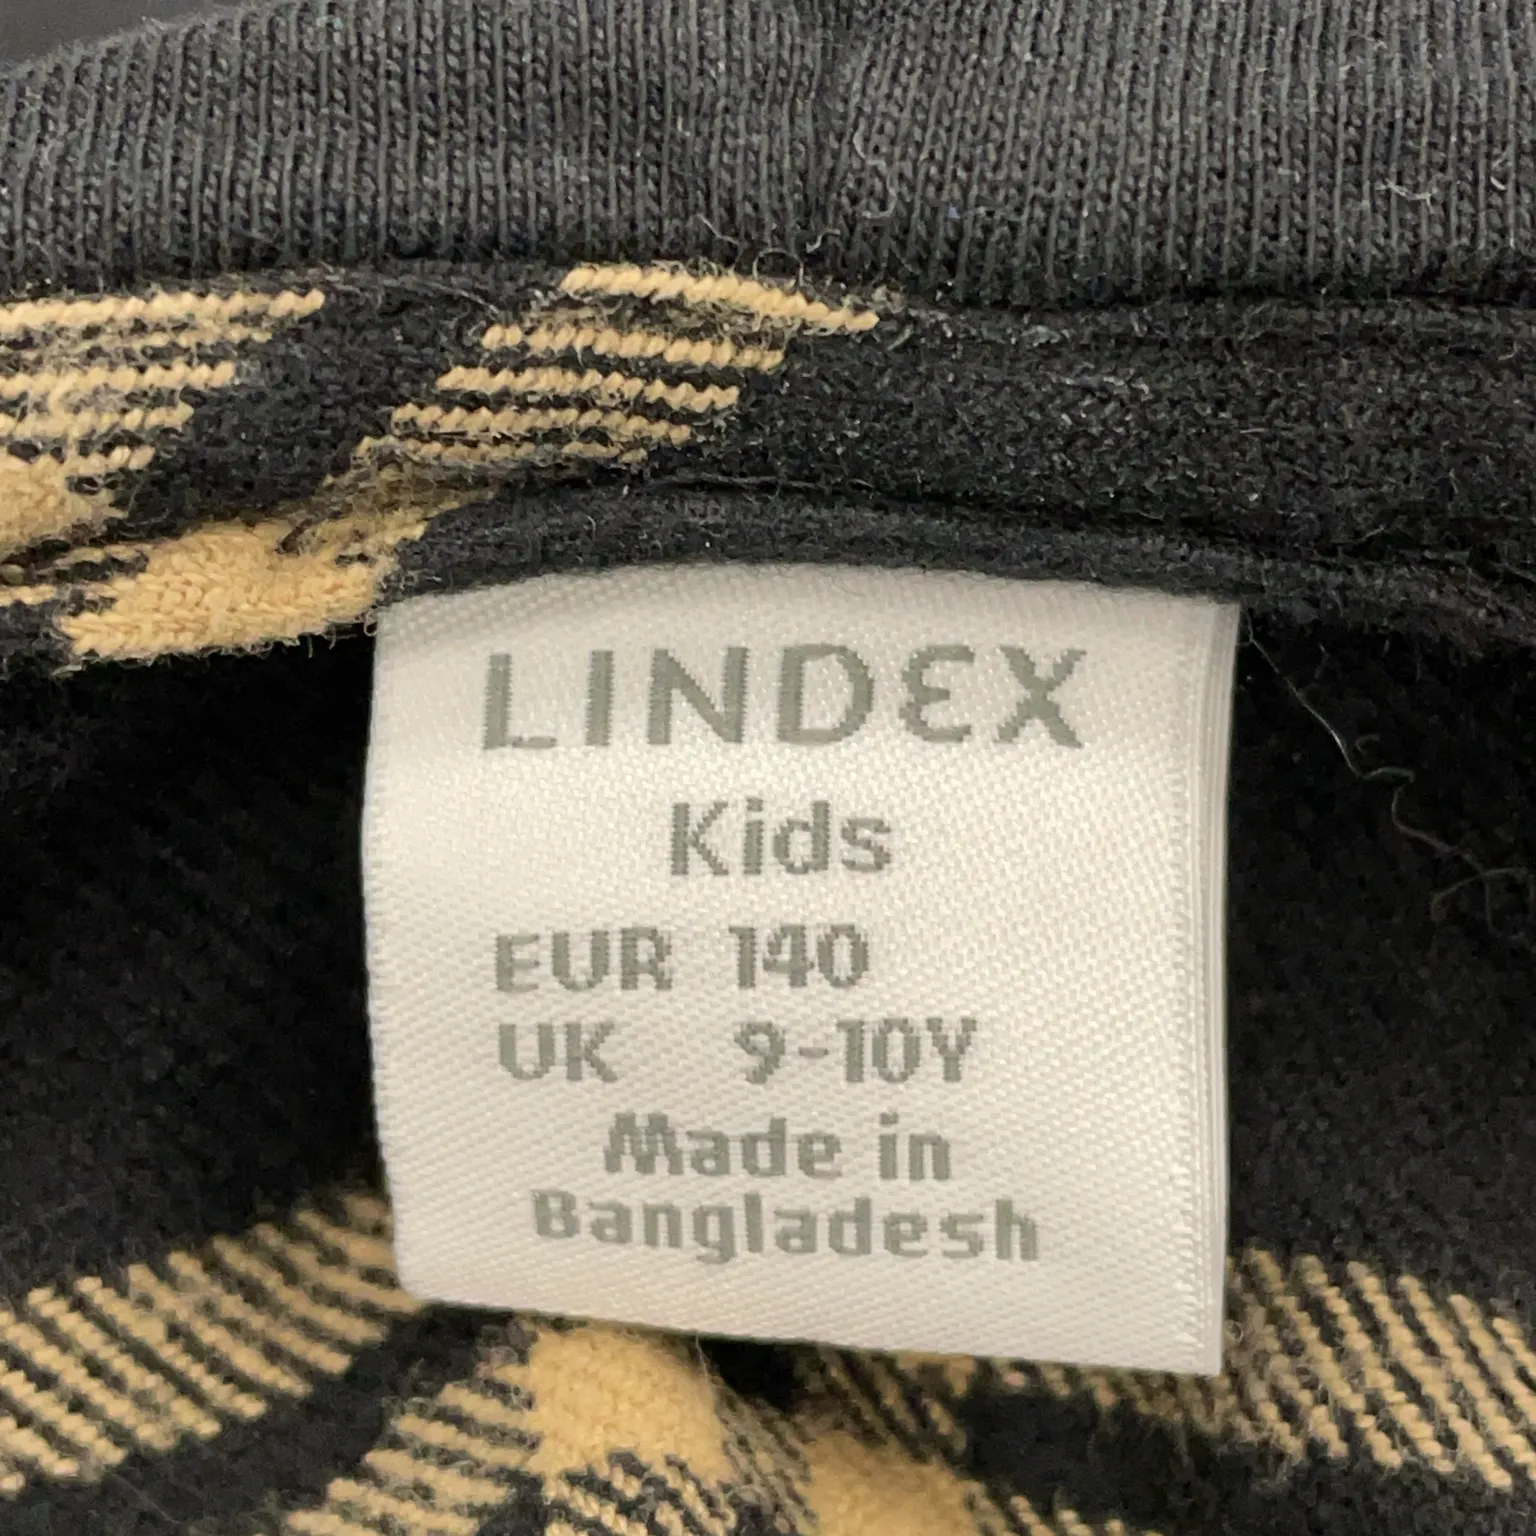 LINDEX
Kids
EUR 140
UK 9-10Y
Made in
Bangladesh